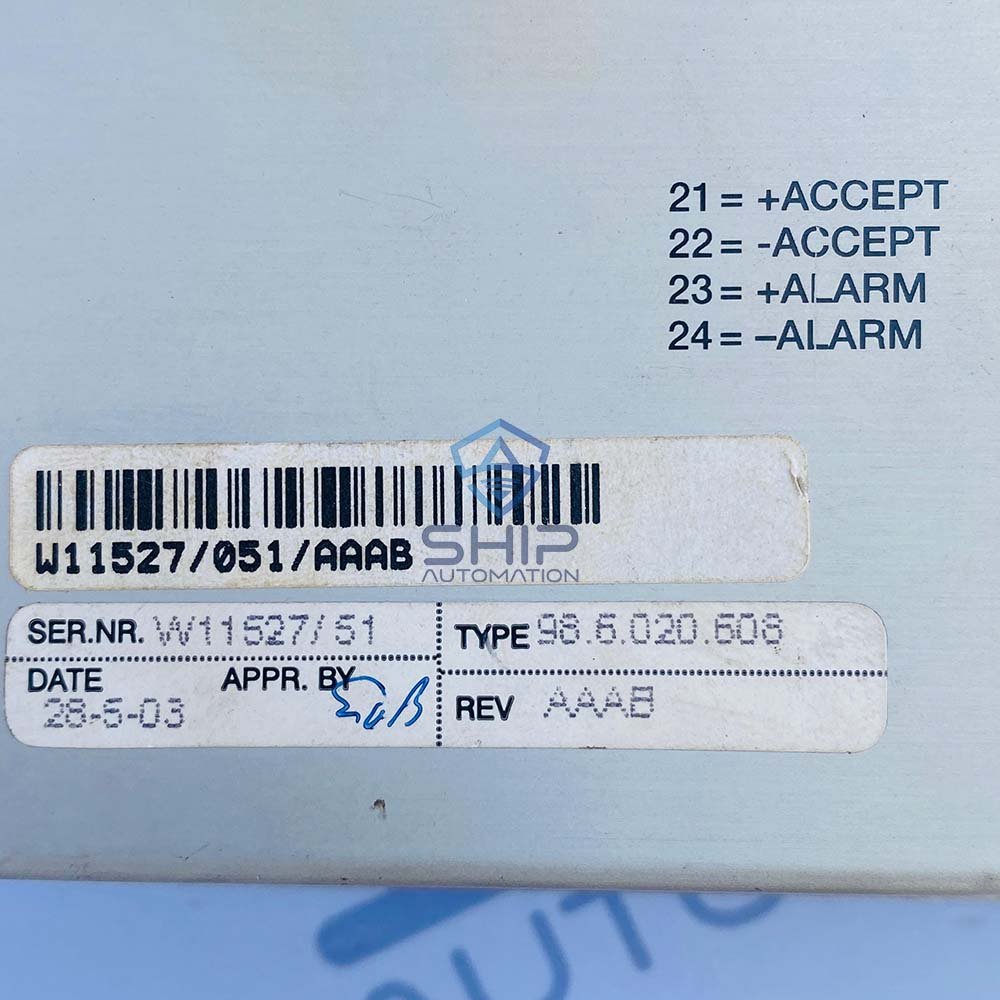 21 = +ACCEPT
22 = -ACCEPT
23 = +ALARM
24 = –ALARM
W11527/051/AAAB
SHIP
AUTOMATION
SER.NR. W11527/51
TYPE 98.6.020.608
DATE APPR. BY
28-5-03
REV AAAB
AUTO